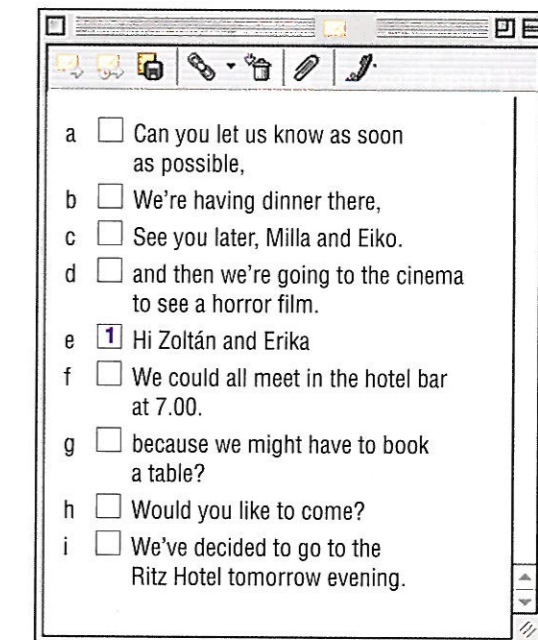 a Can you let us know as soon
as possible,
b We're having dinner there,
c See you later, Milla and Eiko.
d and then we're going to the cinema
to see a horror film.
e 1 Hi Zoltán and Erika
f We could all meet in the hotel bar
at 7.00.
g because we might have to book
a table?
h Would you like to come?
i We've decided to go to the
Ritz Hotel tomorrow evening.